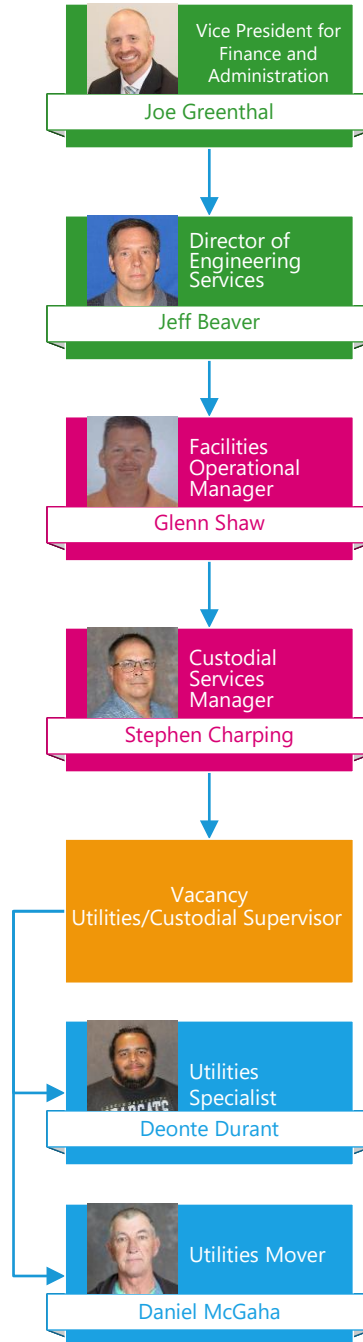 Vice President for
Finance and
Administration
Joe Greenthal
Director of
Engineering
Services
Jeff Beaver
Facilities
Operational
Manager
Glenn Shaw
Custodial
Services
Manager
Stephen Charping
Vacancy
Utilities/Custodial Supervisor
Utilities
Specialist
Deonte Durant
Utilities Mover
Daniel McGaha